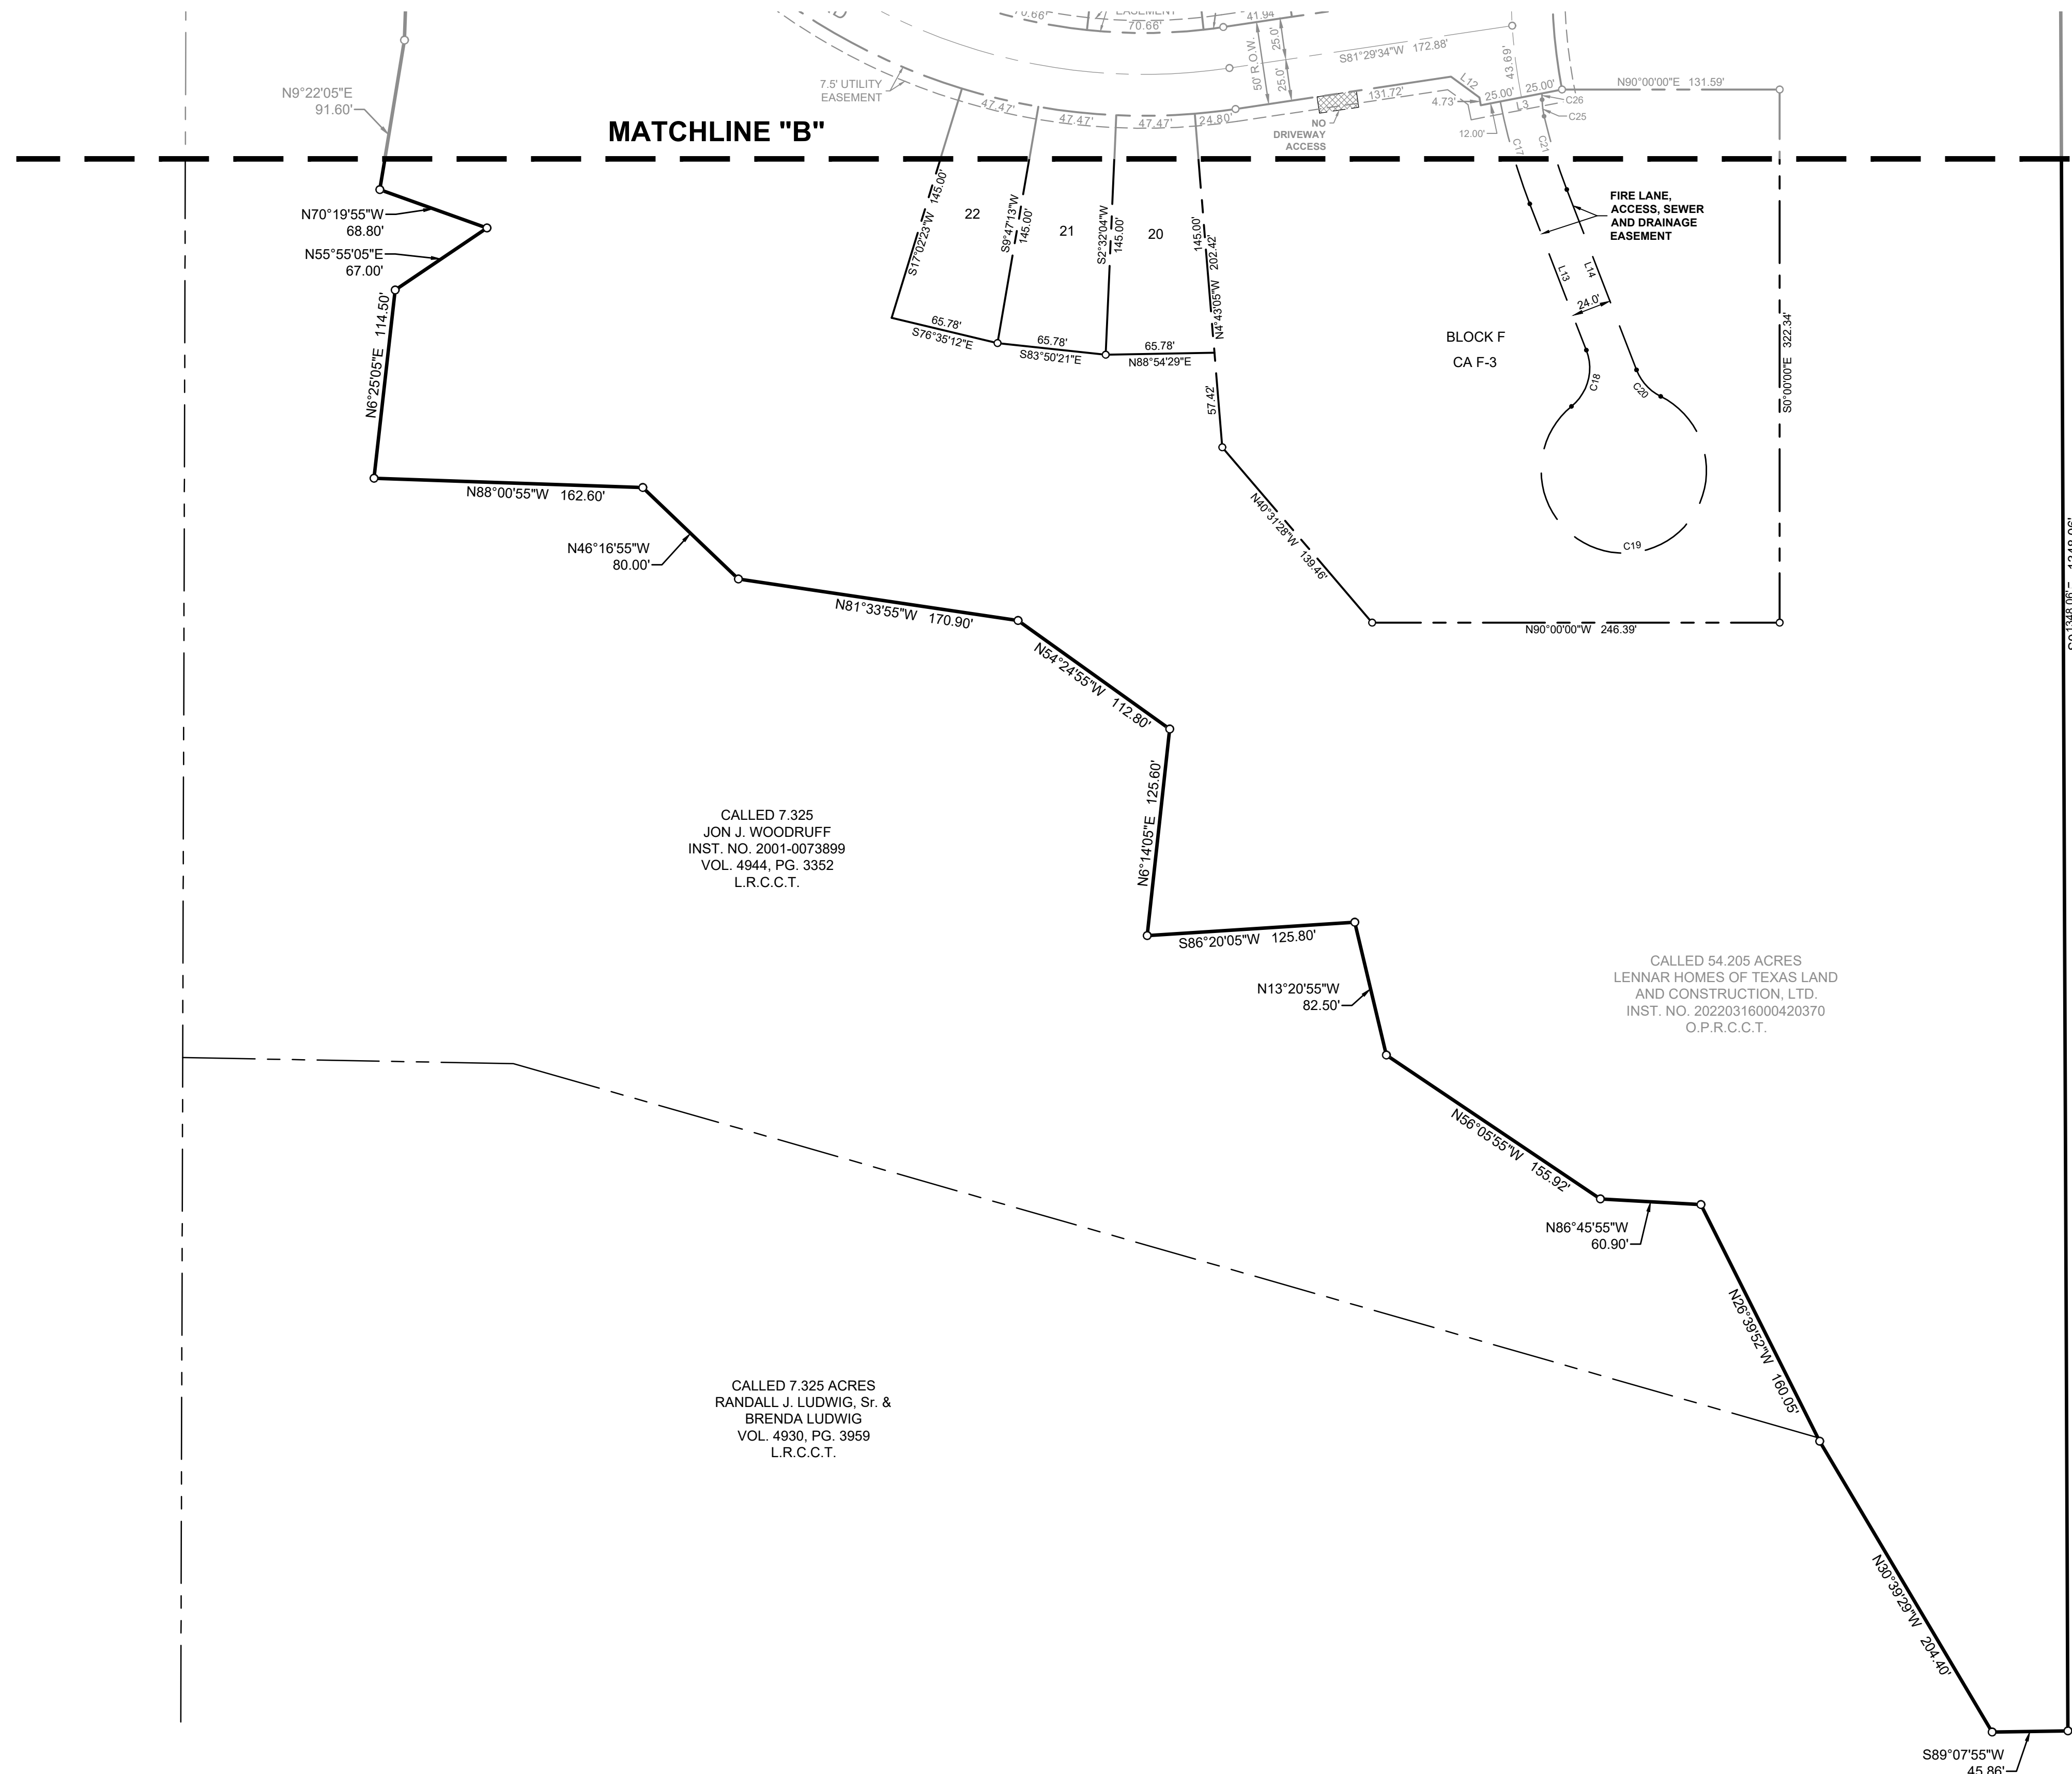 70.66'
EASEMENT
70.66'
41.94'
N9°22'05"E
91.60'
7.5' UTILITY
EASEMENT
50' R.O.W.
25.0'
25.0'
S81°29'34"W 172.88'
43.69'
L12
N90°00'00"E 131.59'
47.47'
47.47'
47.47'
24.80'
131.72'
4.73'
25.00'
25.00'
L3
C26
C25
12.00'
NO
DRIVEWAY
ACCESS
C17
C21
MATCHLINE "B"
N70°19'55"W
68.80'
N55°55'05"E
67.00'
S17°02'23"W 145.00'
22
S9°47'13"W
145.00'
21
S2°32'04"W
145.00'
20
145.00'
N4°43'05"W 202.42'
FIRE LANE,
ACCESS, SEWER
AND DRAINAGE
EASEMENT
L13
L14
24.0'
N6°25'05"E 114.50'
65.78'
S76°35'12"E
65.78'
S83°50'21"E
65.78'
N88°54'29"E
57.42'
BLOCK F
CA F-3
S0°00'00"E 322.34'
C18
C20
C19
N88°00'55"W 162.60'
N40°31'28"W 139.46'
N46°16'55"W
80.00'
N81°33'55"W 170.90'
N90°00'00"W 246.39'
1348.06'
N54°24'55"W 112.80'
N6°14'05"E 125.60'
CALLED 7.325
JON J. WOODRUFF
INST. NO. 2001-0073899
VOL. 4944, PG. 3352
L.R.C.C.T.
S86°20'05"W 125.80'
N13°20'55"W
82.50'
CALLED 54.205 ACRES
LENNAR HOMES OF TEXAS LAND
AND CONSTRUCTION, LTD.
INST. NO. 20220316000420370
O.P.R.C.C.T.
N56°05'55"W 155.92'
N86°45'55"W
60.90'
N26°39'52"W 160.05'
CALLED 7.325 ACRES
RANDALL J. LUDWIG, Sr. &
BRENDA LUDWIG
VOL. 4930, PG. 3959
L.R.C.C.T.
N30°39'29"W 204.40'
S89°07'55"W
45.86'